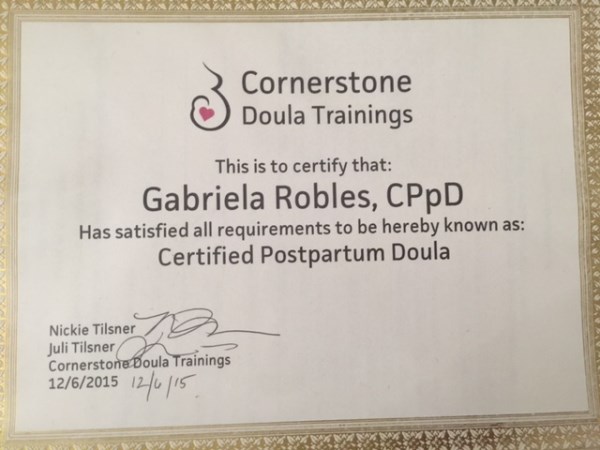 Cornerstone
Doula Trainings
This is to certify that:
Gabriela Robles, CPpD
Has satisfied all requirements to be hereby known as:
Certified Postpartum Doula
Nickie Tilsner
Juli Tilsner
Cornerstone Doula Trainings
12/6/2015 12/6/15